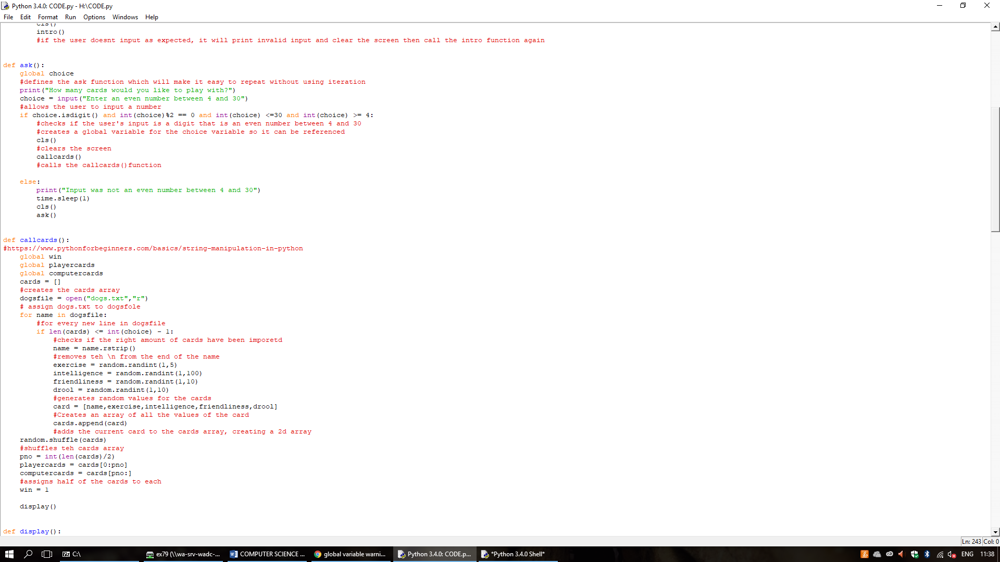 Python 3.4.0: CODE.py - H:\CODE.py
File Edit Format Run Options Windows Help
cls()
intro()
#if the user doesnt input as expected, it will print invalid input and clear the screen then call the intro function again
def ask():
global choice
#defines the ask function which will make it easy to repeat without using iteration
print("How many cards would you like to play with?")
choice = input("Enter an even number between 4 and 30")
#allows the user to input a number
if choice.isdigit() and int(choice)%2 == 0 and int(choice) <=30 and int(choice) >= 4:
#checks if the user's input is a digit that is an even number between 4 and 30
#creates a global variable for the choice variable so it can be referenced
cls()
#clears the screen
callcards()
#calls the callcards()function
else:
print("Input was not an even number between 4 and 30")
time.sleep(1)
cls()
ask()
def callcards():
#https://www.pythonforbeginners.com/basics/string-manipulation-in-python
global win
global playercards
global computercards
cards = []
#creates the cards array
dogsfile = open("dogs.txt","r")
# assign dogs.txt to dogsfole
for name in dogsfile:
#for every new line in dogsfile
if len(cards) <= int(choice) - 1:
#checks if the right amount of cards have been imporetd
name = name.rstrip()
#removes teh \n from the end of the name
exercise = random.randint(1,5)
intelligence = random.randint(1,100)
friendliness = random.randint(1,10)
drool = random.randint(1,10)
#generates random values for the cards
card = [name,exercise,intelligence,friendliness,drool]
#Creates an array of all the values of the card
cards.append(card)
#adds the current card to the cards array, creating a 2d array
random.shuffle(cards)
#shuffles teh cards array
pno = int(len(cards)/2)
playercards = cards[0:pno]
computercards = cards[pno:]
#assigns half of the cards to each
win = 1
display()
def display():
Ln: 243 Col: 0
C:\ ex79 (\\wa-srv-wadc-... COMPUTER SCIENCE ... global variable warni... Python 3.4.0: CODE.p... *Python 3.4.0 Shell* ENG 11:38